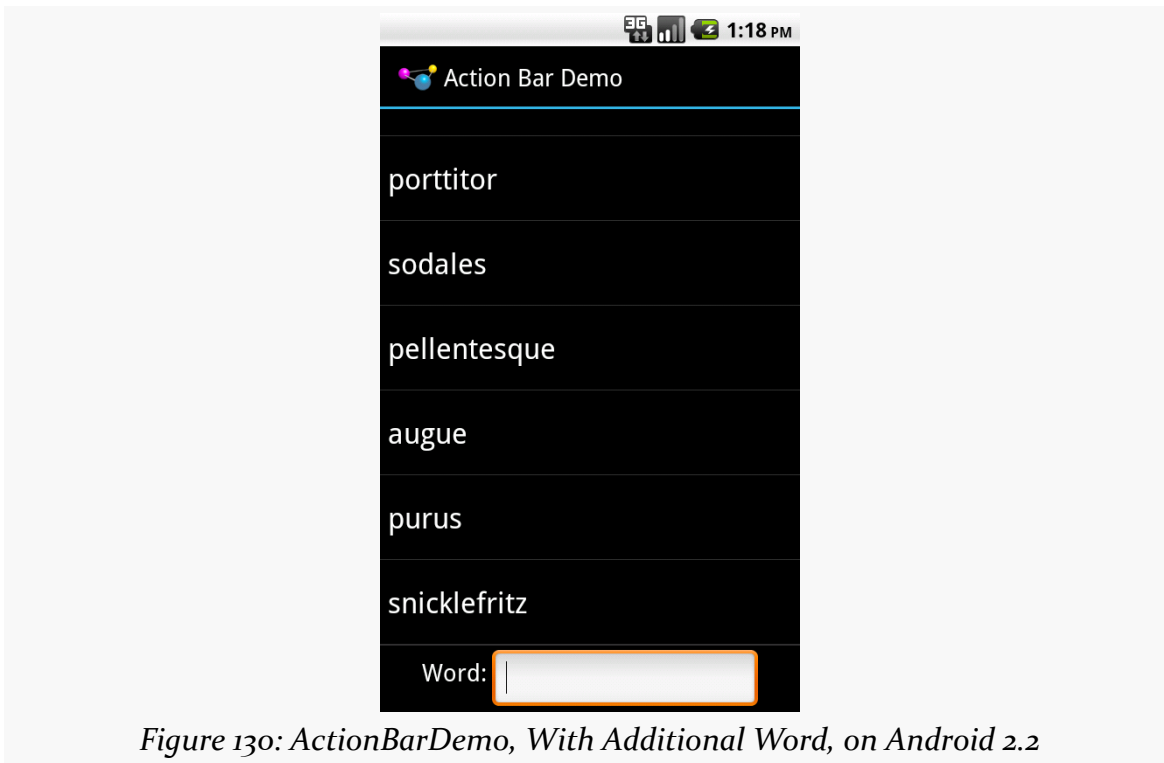 3G 1:18 PM
Action Bar Demo
porttitor
sodales
pellentesque
augue
purus
snicklefritz
Word:
Figure 130: ActionBarDemo, With Additional Word, on Android 2.2